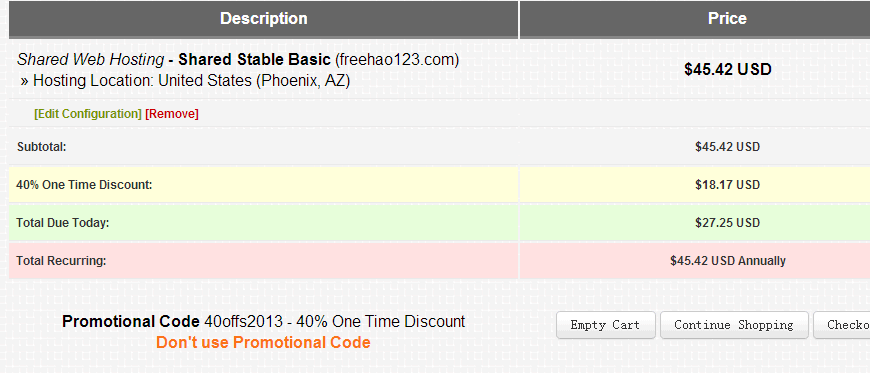 Description Price
Shared Web Hosting - Shared Stable Basic (freehao123.com) $45.42 USD
» Hosting Location: United States (Phoenix, AZ)
[Edit Configuration] [Remove]
Subtotal: $45.42 USD
40% One Time Discount: $18.17 USD
Total Due Today: $27.25 USD
Total Recurring: $45.42 USD Annually
Promotional Code 40offs2013 - 40% One Time Discount
Don't use Promotional Code
Empty Cart Continue Shopping Checko